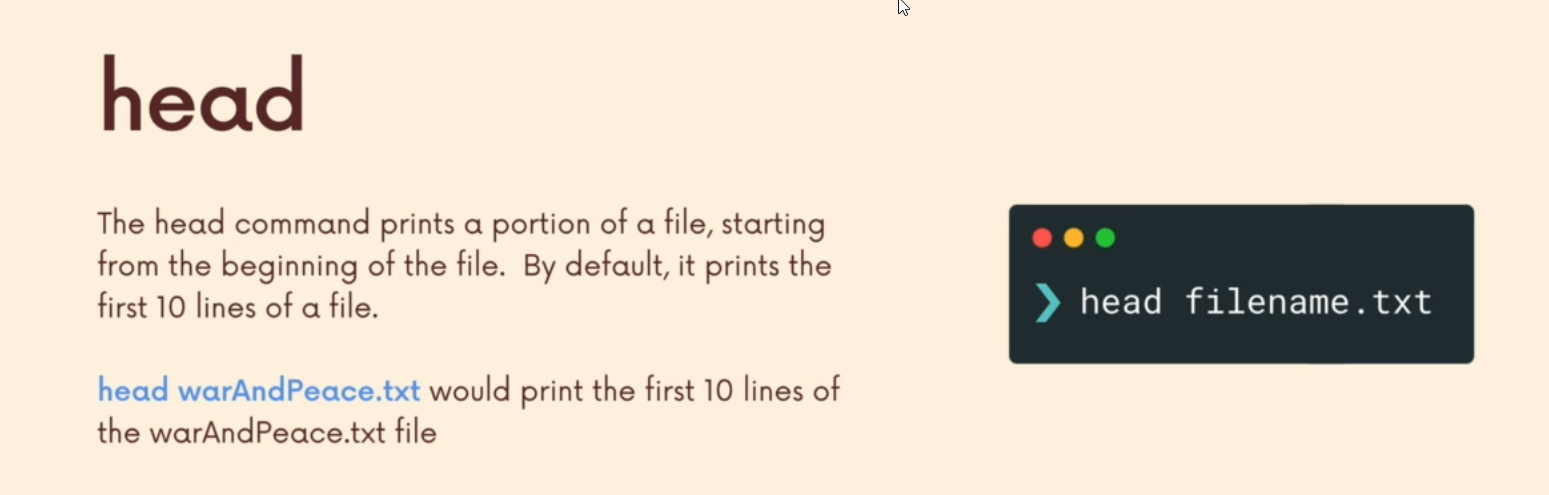 head
The head command prints a portion of a file, starting
from the beginning of the file.  By default, it prints the
first 10 lines of a file.
head warAndPeace.txt would print the first 10 lines of
the warAndPeace.txt file
❯ head filename.txt